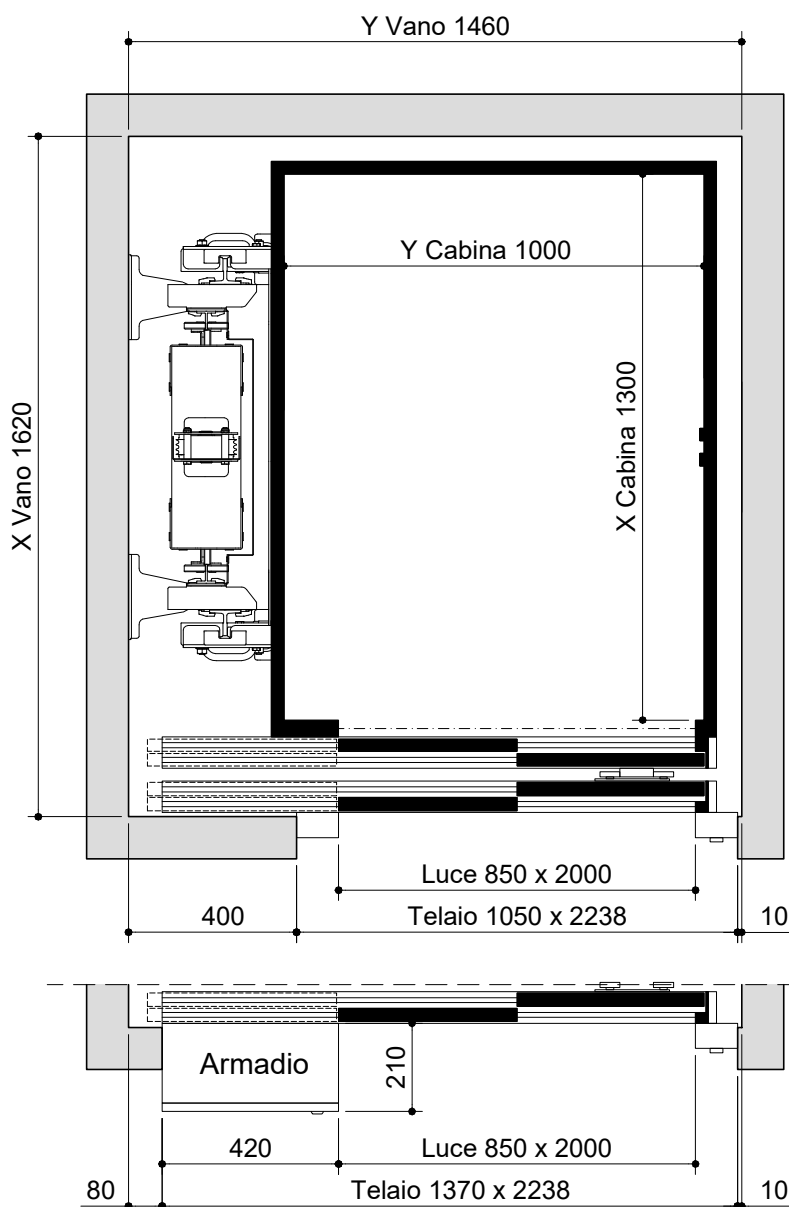 Y Vano 1460
Y Cabina 1000
X Cabina 1300
X Vano 1620
Luce 850 x 2000
400
Telaio 1050 x 2238
10
Armadio
210
420
Luce 850 x 2000
80
Telaio 1370 x 2238
10